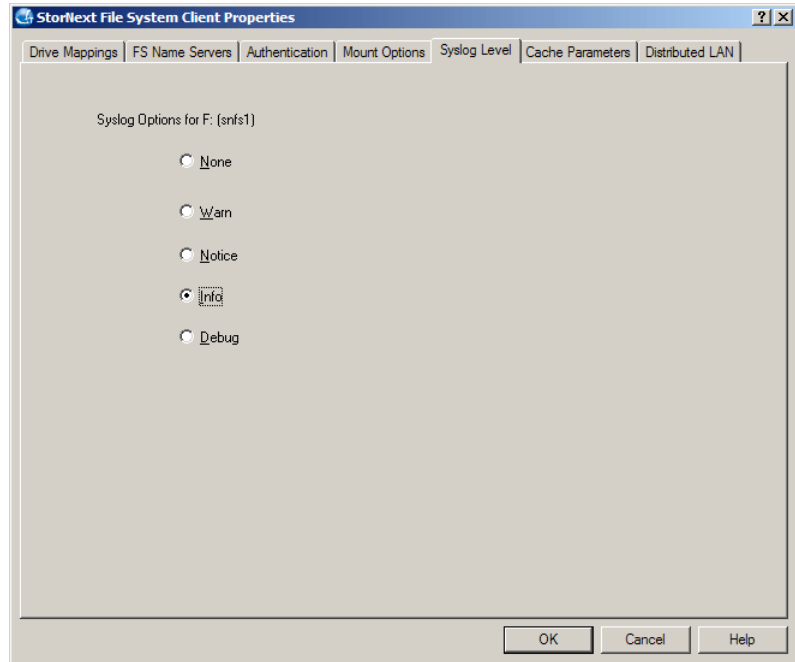 StorNext File System Client Properties
Drive Mappings FS Name Servers Authentication Mount Options Syslog Level Cache Parameters Distributed LAN
Syslog Options for F: (snfs1)
None
Warn
Notice
Info
Debug
OK Cancel Help